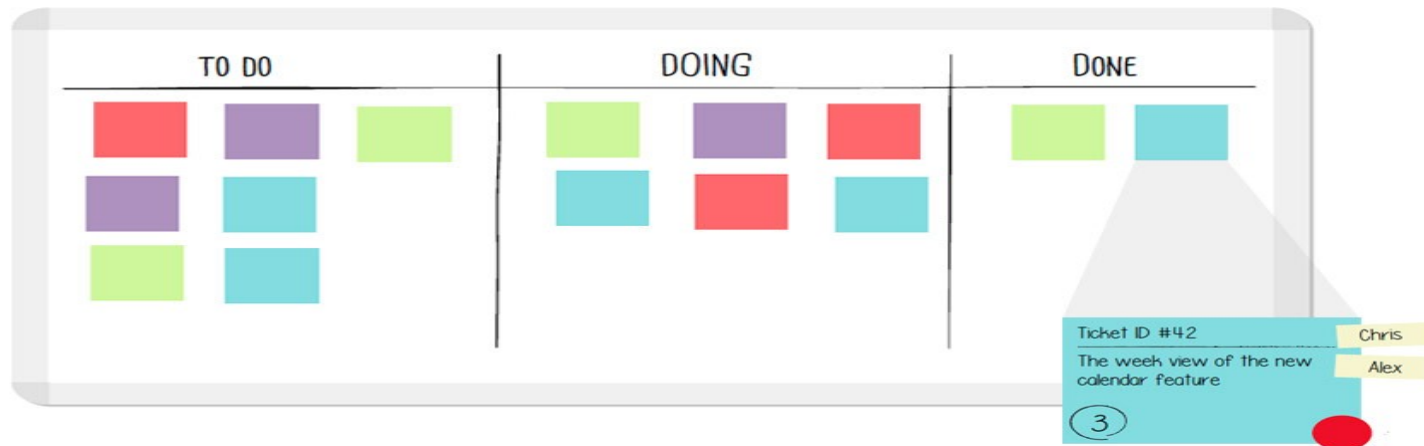 TO DO
DOING
DONE
Ticket ID #42
Chris
The week view of the new
Alex
calendar feature
3